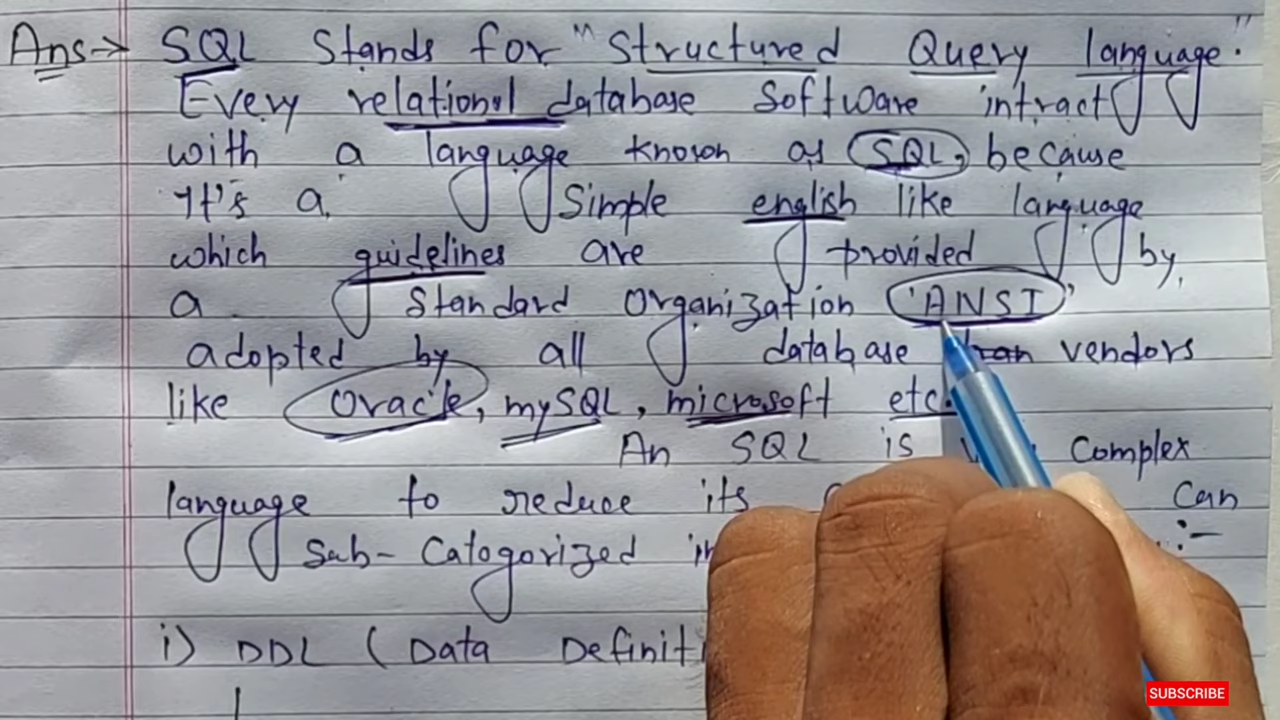 Ans→ SQL Stands for "Structured Query language."
Every relational database Software intract
with a language known as SQL, because
It's a Simple english like language
which guidelines are provided by,
a Standard Organization 'ANSI'
adopted by all database vendors
like Oracle, mySQL, microsoft etc.
An SQL is Complex
language to reduce its Can
Sub-Catogorized :-
i) DDL (Data
SUBSCRIBE